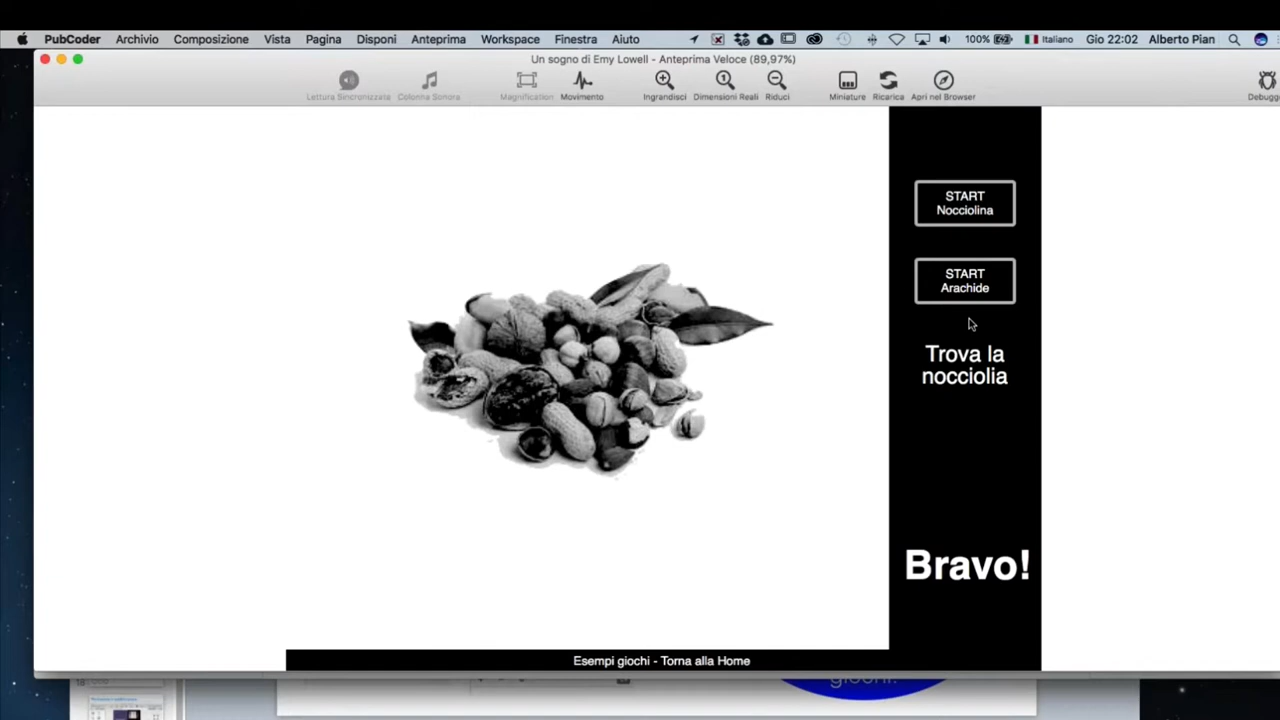 PubCoder Archivio Composizione Vista Pagina Disponi Anteprima Workspace Finestra Aiuto 100% Italiano Gio 22:02 Alberto Pian
Un sogno di Emy Lowell - Anteprima Veloce (89,97%)
Lettura Sincronizzata Colonna Sonora Magnification Movimento Ingrandisci Dimensioni Reali Riduci Miniature Ricarica Apri nel Browser Debugg
START
Nocciolina
START
Arachide
Trova la
nocciolia
Bravo!
Esempi giochi - Torna alla Home
giochi!